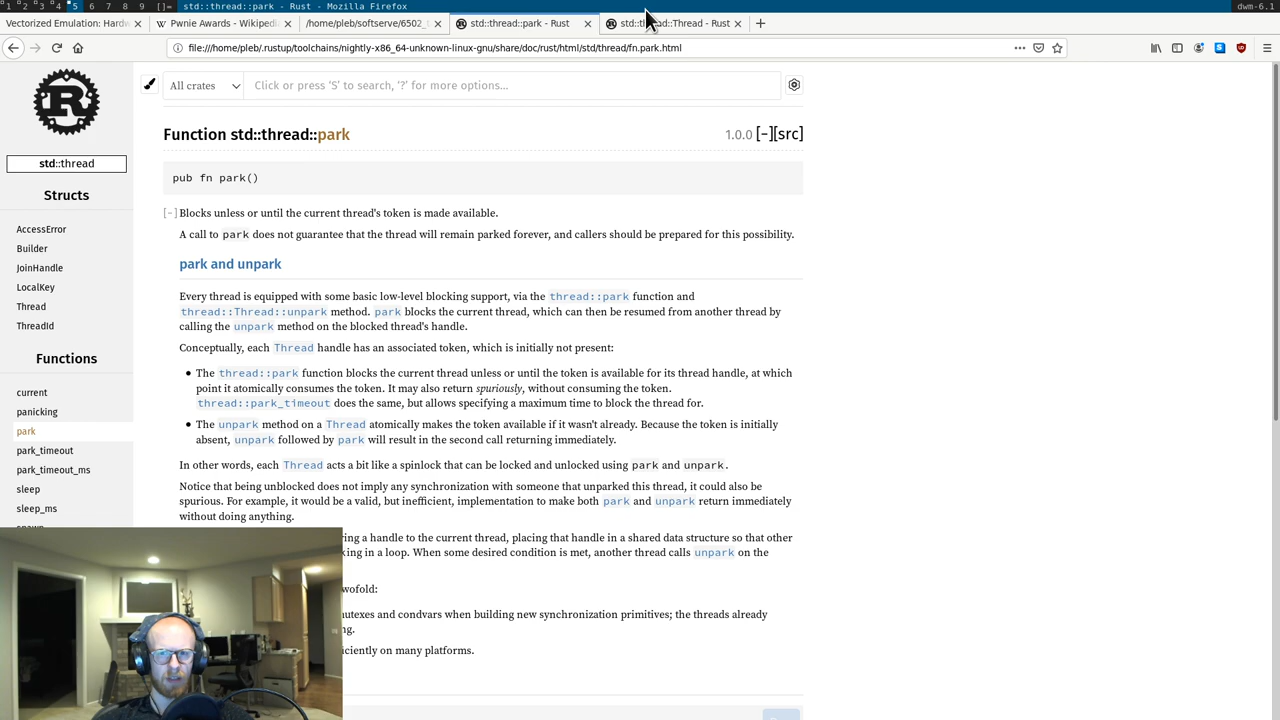 1 2 3 4 5 6 7 8 9 []= std::thread::park - Rust - Mozilla Firefox dwm-6.1
Vectorized Emulation: Hardw × Pwnie Awards - Wikipedi × /home/pleb/softserve/6502_ × std::thread::park - Rust × std:: ::Thread - Rust × +
file:///home/pleb/.rustup/toolchains/nightly-x86_64-unknown-linux-gnu/share/doc/rust/html/std/thread/fn.park.html
All crates Click or press ‘S’ to search, ‘?’ for more options…
Function std::thread::park 1.0.0 [−][src]
std::thread
pub fn park()
Structs
AccessError
Builder
JoinHandle
LocalKey
Thread
ThreadId
Functions
current
panicking
park
park_timeout
park_timeout_ms
sleep
sleep_ms
[-] Blocks unless or until the current thread's token is made available.
A call to park does not guarantee that the thread will remain parked forever, and callers should be prepared for this possibility.
park and unpark
Every thread is equipped with some basic low-level blocking support, via the thread::park function and
thread::Thread::unpark method. park blocks the current thread, which can then be resumed from another thread by
calling the unpark method on the blocked thread's handle.
Conceptually, each Thread handle has an associated token, which is initially not present:
• The thread::park function blocks the current thread unless or until the token is available for its thread handle, at which
point it atomically consumes the token. It may also return spuriously, without consuming the token.
thread::park_timeout does the same, but allows specifying a maximum time to block the thread for.
• The unpark method on a Thread atomically makes the token available if it wasn't already. Because the token is initially
absent, unpark followed by park will result in the second call returning immediately.
In other words, each Thread acts a bit like a spinlock that can be locked and unlocked using park and unpark.
Notice that being unblocked does not imply any synchronization with someone that unparked this thread, it could also be
spurious. For example, it would be a valid, but inefficient, implementation to make both park and unpark return immediately
without doing anything.
ring a handle to the current thread, placing that handle in a shared data structure so that other
king in a loop. When some desired condition is met, another thread calls unpark on the
wofold:
nutexes and condvars when building new synchronization primitives; the threads already
ng.
iciently on many platforms.